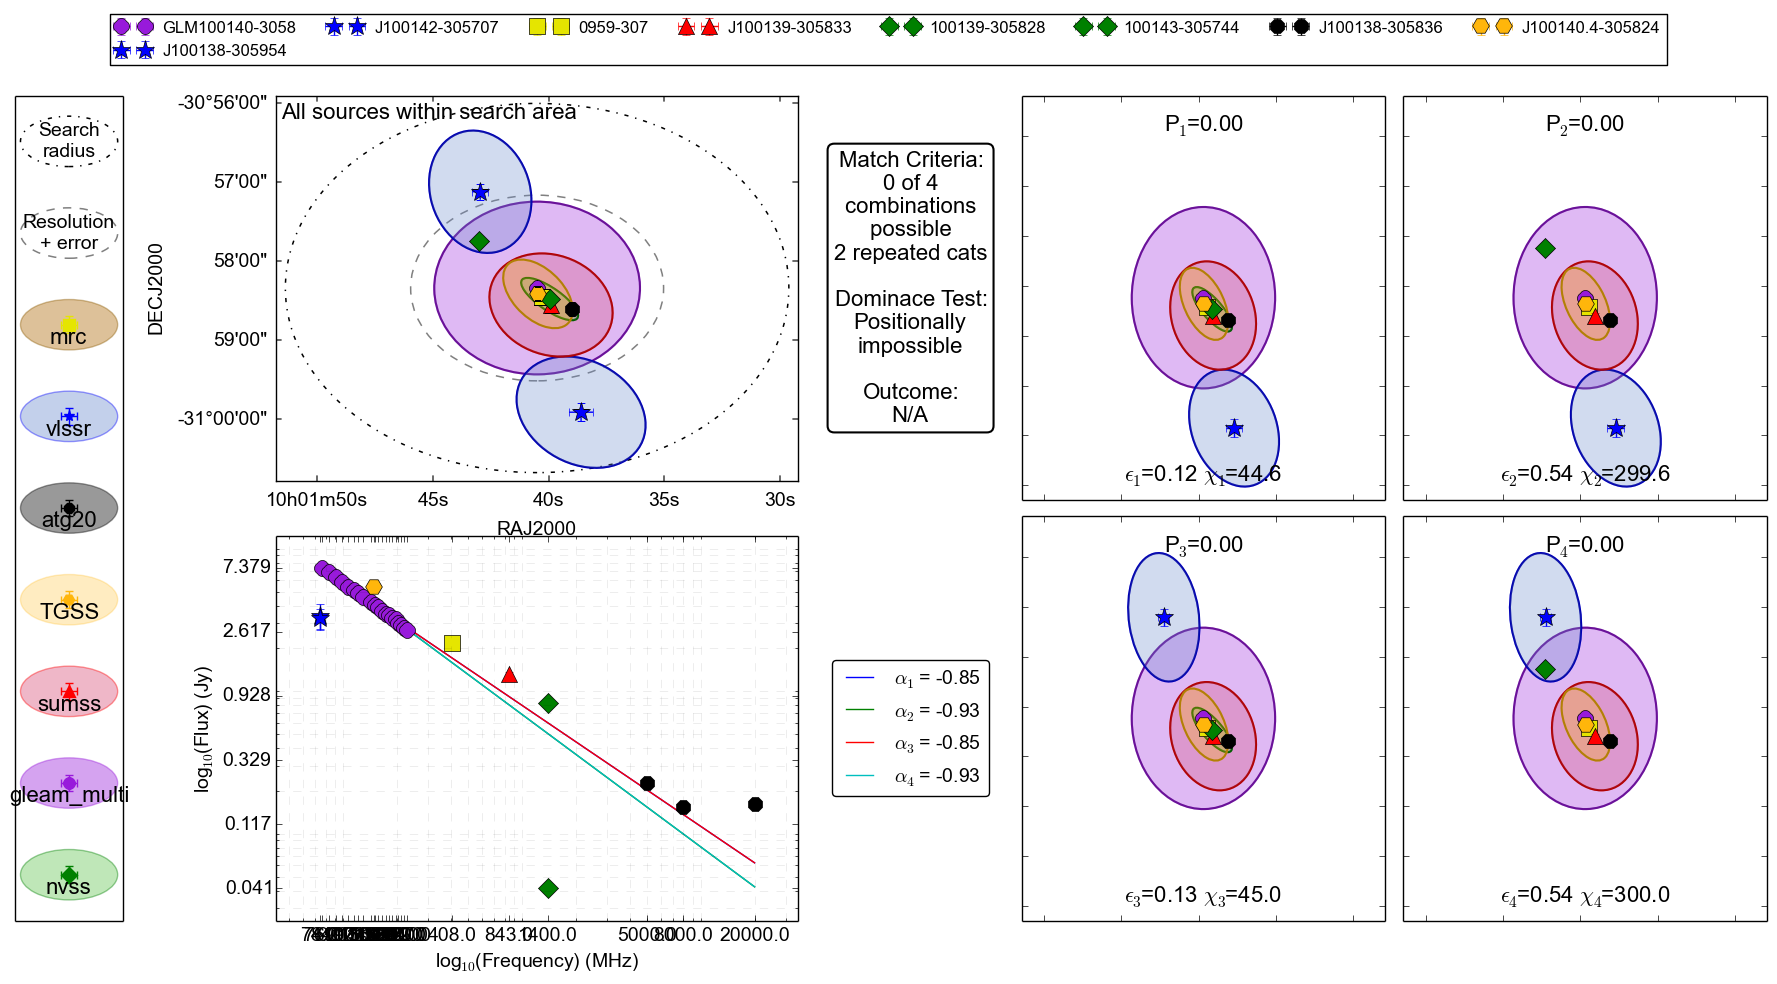 GLM100140-3058
J100142-305707
0959-307
J100139-305833
100139-305828
100143-305744
J100138-305836
J100140.4-305824
J100138-305954
Search
radius
Resolution
+ error
mrc
vlssr
atg20
TGSS
sumss
gleam_multi
nvss
All sources within search area
DECJ2000
-30°56'00"
57'00"
58'00"
59'00"
-31°00'00"
10h01m50s
45s
40s
35s
30s
RAJ2000
Match Criteria:
0 of 4
combinations
possible
2 repeated cats
Dominace Test:
Positionally
impossible
Outcome:
N/A
P1=0.00
ϵ1=0.12 χ1=44.6
P2=0.00
ϵ2=0.54 χ2=299.6
log10(Flux) (Jy)
7.379
2.617
0.928
0.329
0.117
0.041
408.0
843.0
1400.0
5000.0
8000.0
20000.0
log10(Frequency) (MHz)
α1 = -0.85
α2 = -0.93
α3 = -0.85
α4 = -0.93
P3=0.00
ϵ3=0.13 χ3=45.0
P4=0.00
ϵ4=0.54 χ4=300.0